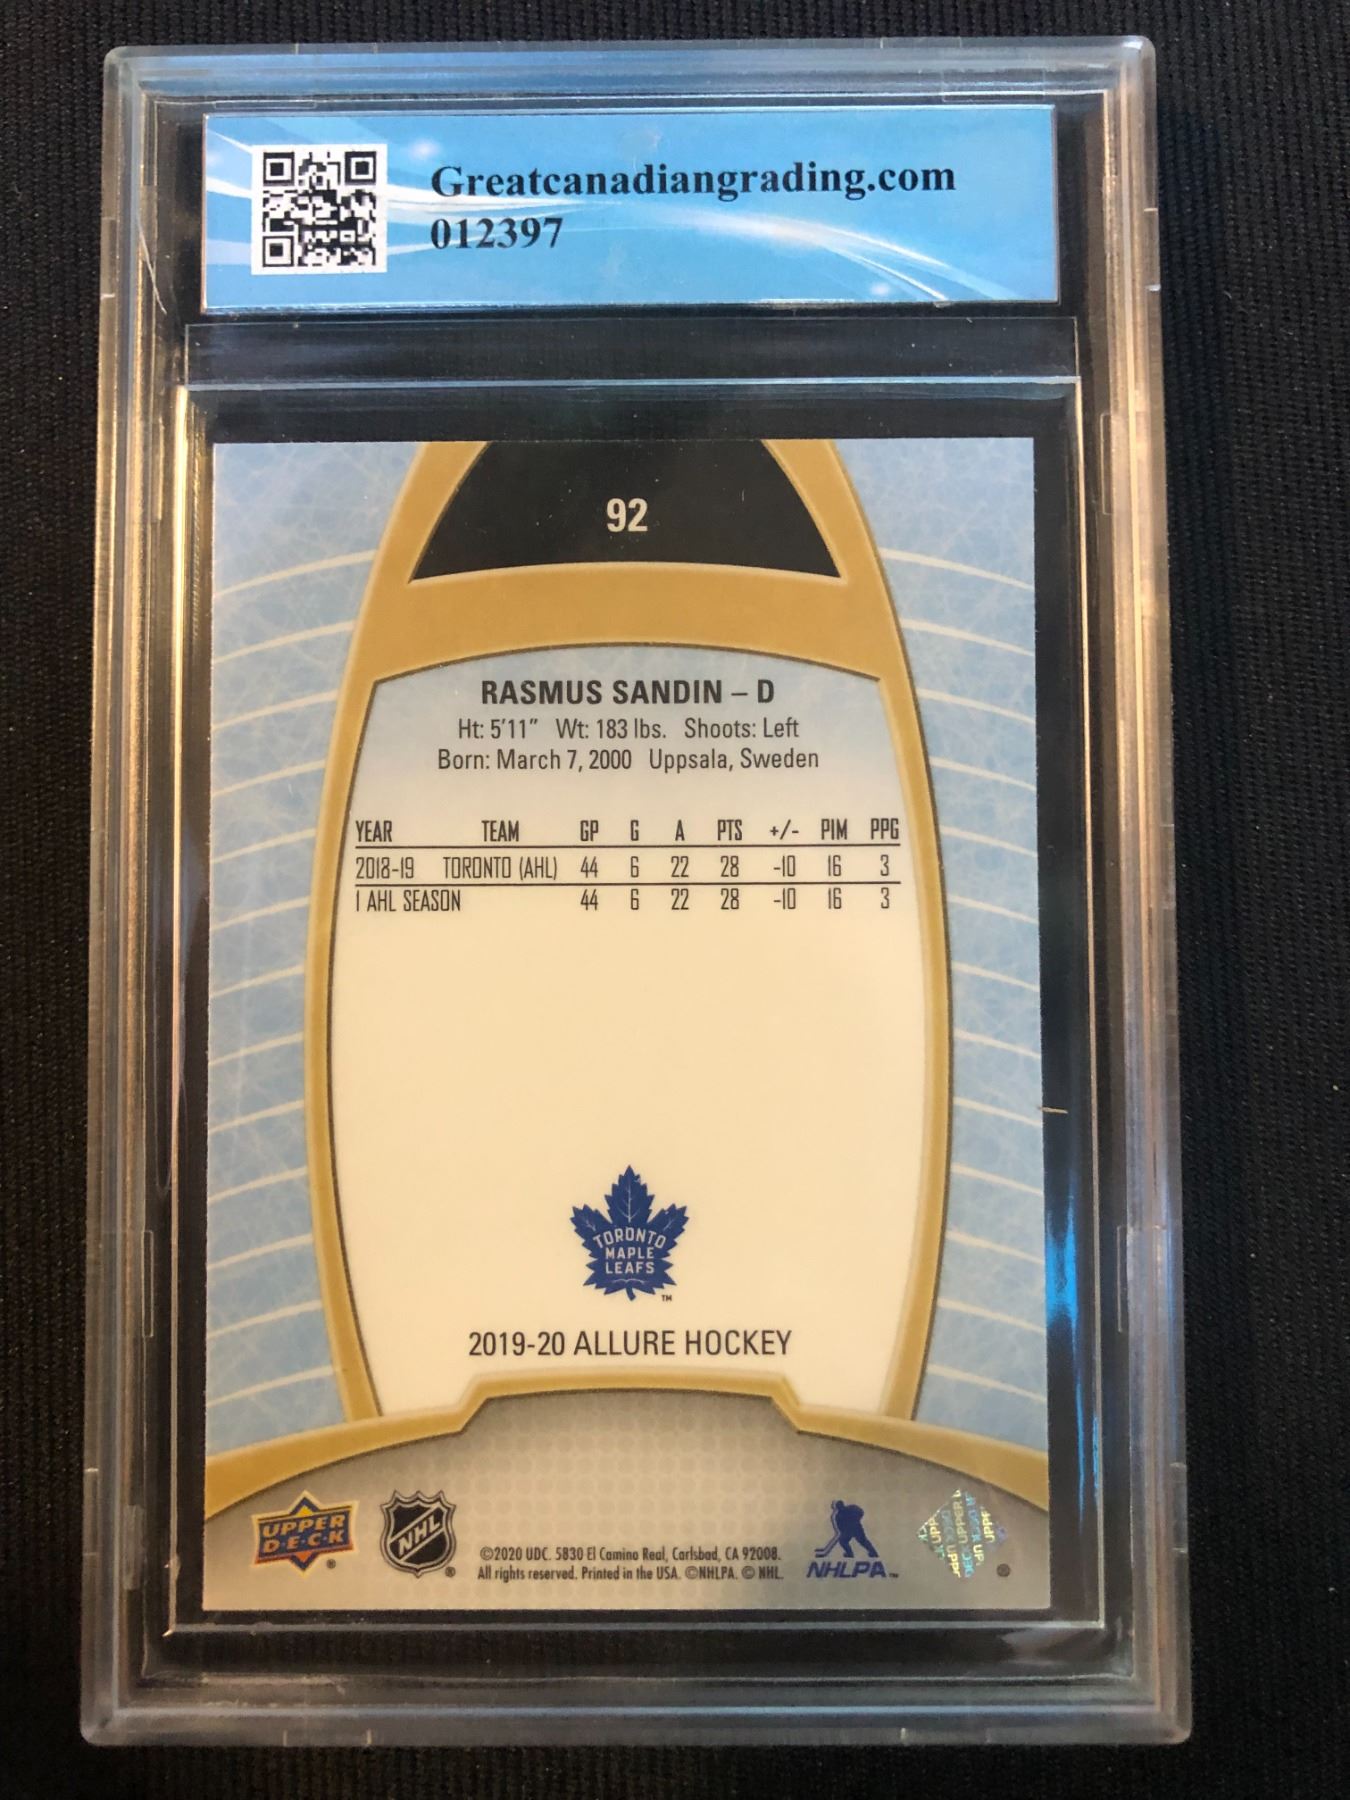 Greatcanadiangrading.com
012397
92
RASMUS SANDIN – D
Ht: 5'11" Wt: 183 lbs. Shoots: Left
Born: March 7, 2000 Uppsala, Sweden
YEAR TEAM GP G A PTS +/- PIM PPG
2018-19 TORONTO (AHL) 44 6 22 28 -10 16 3
1 AHL SEASON 44 6 22 28 -10 16 3
TORONTO
MAPLE
LEAFS
™
2019-20 ALLURE HOCKEY
UPPER
D·E·C·K
®
NHL
®
©2020 UDC. 5830 El Camino Real, Carlsbad, CA 92008.
All rights reserved. Printed in the USA. ©NHLPA. © NHL.
NHLPA™
®